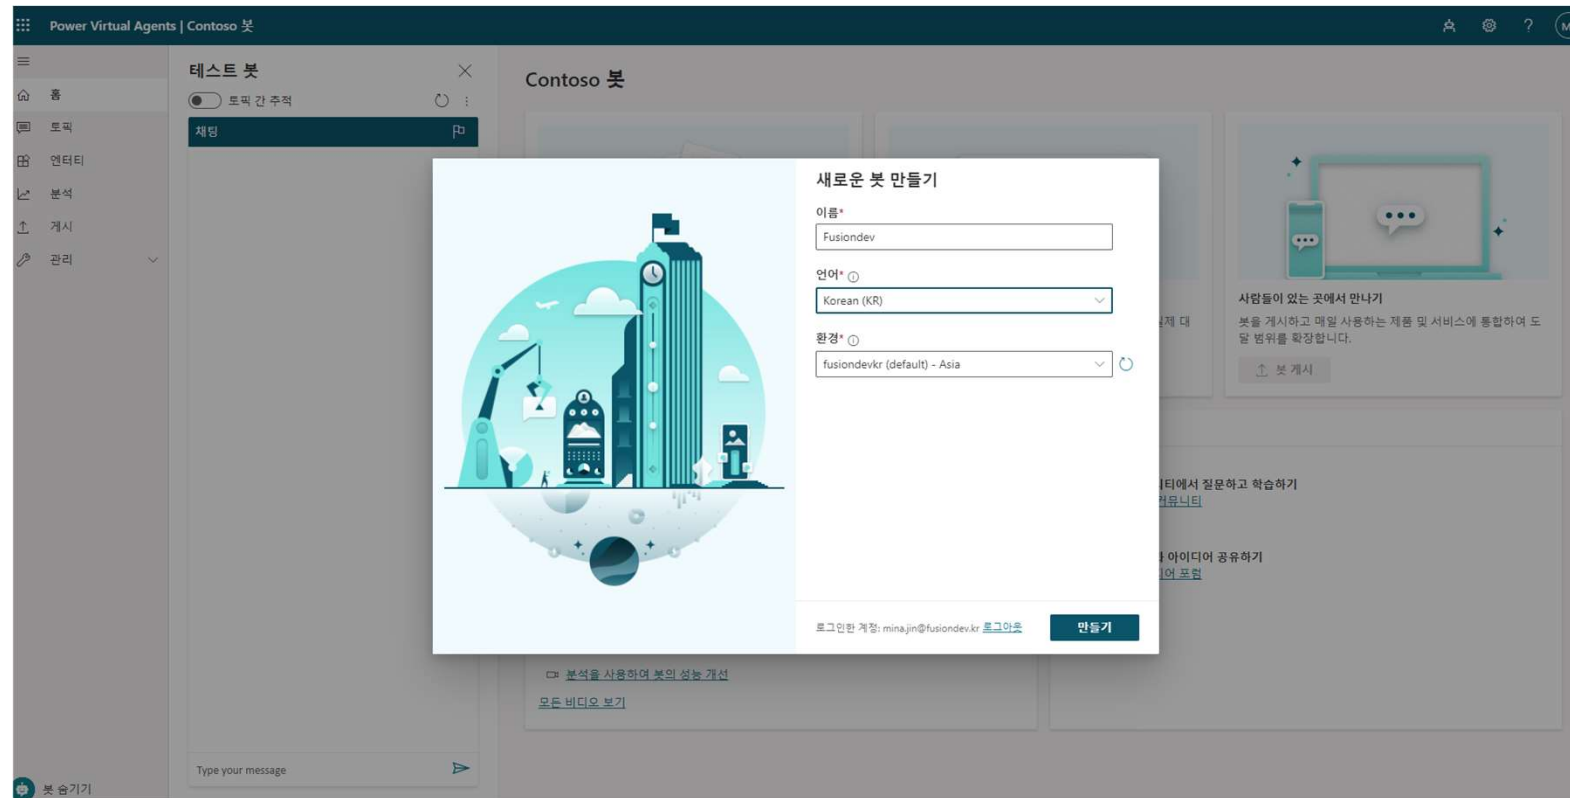 Power Virtual Agents | Contoso 봇
홈
토픽
엔터티
분석
게시
관리
봇 숨기기
테스트 봇
토픽 간 추적
채팅
Type your message
Contoso 봇
새로운 봇 만들기
이름*
Fusiondev
언어*
Korean (KR)
환경*
fusiondevkr (default) - Asia
로그인한 계정: mina.jin@fusiondev.kr 로그아웃
만들기
사람들이 있는 곳에서 만나기
봇을 게시하고 매일 사용하는 제품 및 서비스에 통합하여 도
달 범위를 확장합니다.
봇 게시
티에서 질문하고 학습하기
커뮤니티
아이디어 공유하기
어 포럼
분석을 사용하여 봇의 성능 개선
모든 비디오 보기